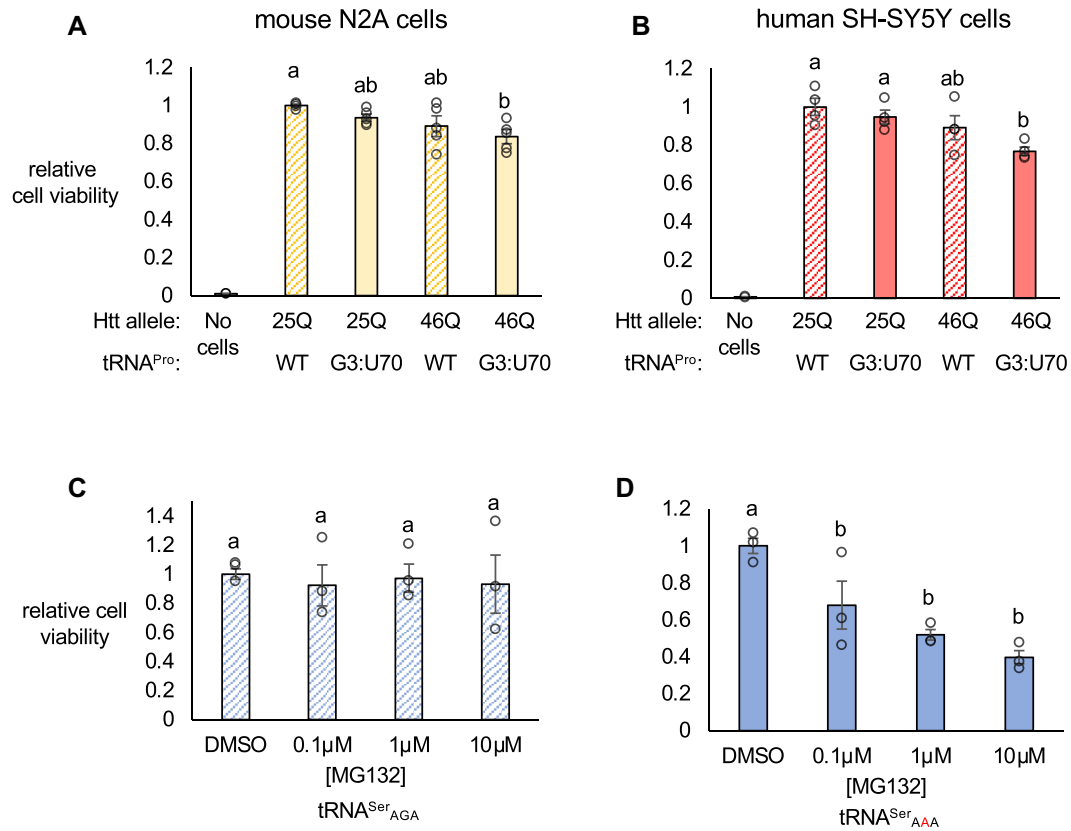 A
mouse N2A cells
1.2
a
ab
ab
b
1
0.8
0.6
0.4
0.2
0
relative
cell viability
Htt allele:
No
cells
25Q
25Q
46Q
46Q
tRNAᴾʳᵒ:
WT
G3:U70
WT
G3:U70
B
human SH-SY5Y cells
1.2
a
a
ab
b
1
0.8
0.6
0.4
0.2
0
Htt allele:
No
cells
25Q
25Q
46Q
46Q
tRNAᴾʳᵒ:
WT
G3:U70
WT
G3:U70
C
1.4
1.2
1
0.8
0.6
0.4
0.2
0
a
a
a
a
relative cell
viability
DMSO
0.1µM
1µM
10µM
[MG132]
tRNAˢᵉʳAGA
D
1.2
1
0.8
0.6
0.4
0.2
0
a
b
b
b
DMSO
0.1µM
1µM
10µM
[MG132]
tRNAˢᵉʳAAA